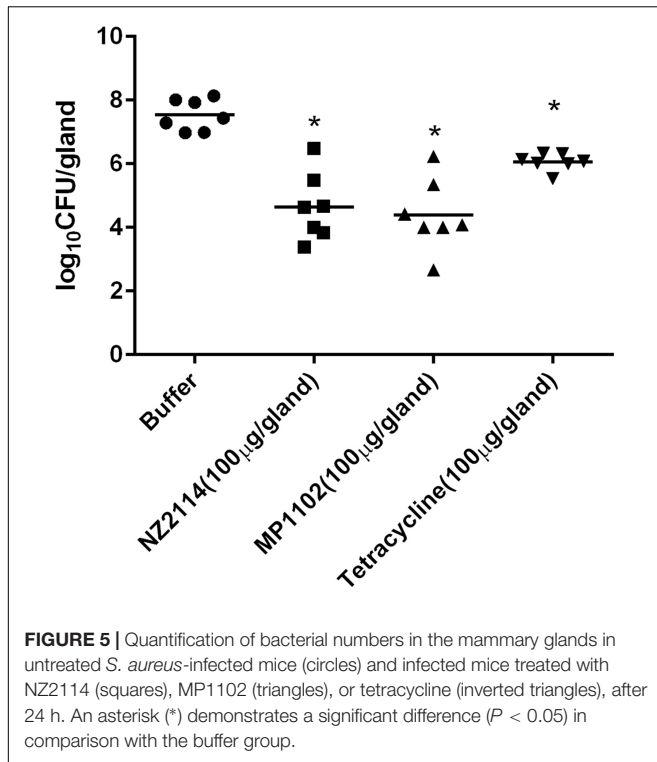 10
8
6
4
2
0
log₁₀CFU/gland
*
*
*
Buffer
NZ2114(100μg/gland)
MP1102(100μg/gland)
Tetracycline(100μg/gland)
FIGURE 5 | Quantification of bacterial numbers in the mammary glands in
untreated S. aureus-infected mice (circles) and infected mice treated with
NZ2114 (squares), MP1102 (triangles), or tetracycline (inverted triangles), after
24 h. An asterisk (*) demonstrates a significant difference (P < 0.05) in
comparison with the buffer group.